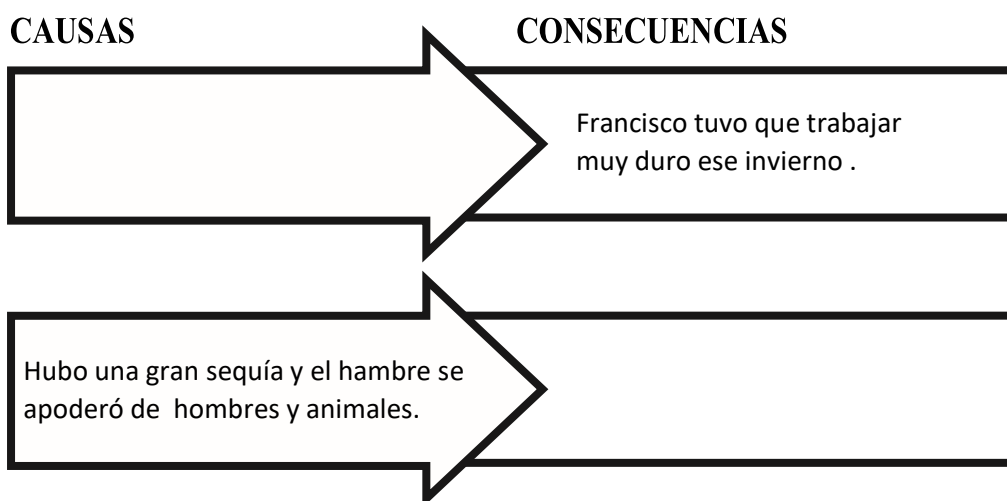 CAUSAS CONSECUENCIAS
Francisco tuvo que trabajar
muy duro ese invierno .
Hubo una gran sequía y el hambre se
apoderó de  hombres y animales.